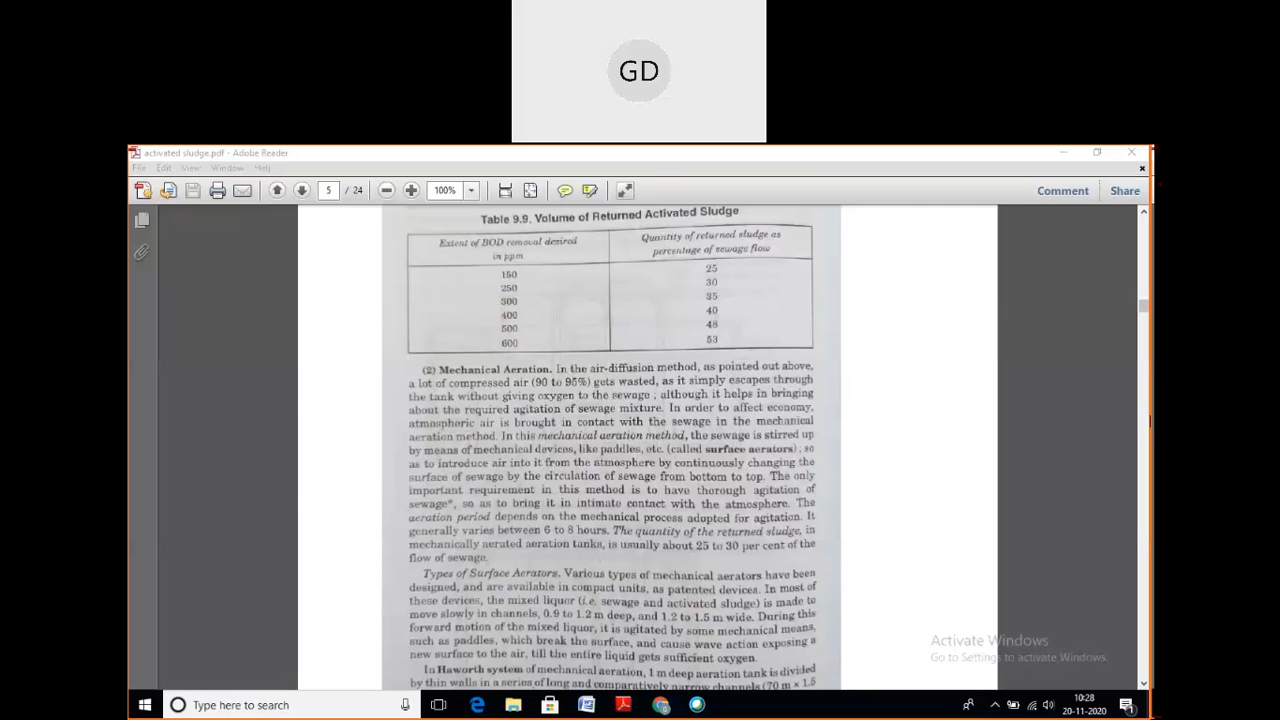 GD
activated sludge.pdf - Adobe Reader
File Edit View Window Help
5 / 24 100% Comment Share
Table 9.9. Volume of Returned Activated Sludge
Extent of BOD removal desired in ppm
Quantity of returned sludge as percentage of sewage flow
150 25
250 30
300 35
400 40
500 48
600 53
(2) Mechanical Aeration. In the air-diffusion method, as pointed out above,
a lot of compressed air (90 to 95%) gets wasted, as it simply escapes through
the tank without giving oxygen to the sewage ; although it helps in bringing
about the required agitation of sewage mixture. In order to affect economy,
atmospheric air is brought in contact with the sewage in the mechanical
aeration method. In this mechanical aeration method, the sewage is stirred up
by means of mechanical devices, like paddles, etc. (called surface aerators) ; so
as to introduce air into it from the atmosphere by continuously changing the
surface of sewage by the circulation of sewage from bottom to top. The only
important requirement in this method is to have thorough agitation of
sewage*, so as to bring it in intimate contact with the atmosphere. The
aeration period depends on the mechanical process adopted for agitation. It
generally varies between 6 to 8 hours. The quantity of the returned sludge, in
mechanically aerated aeration tanks, is usually about 25 to 30 per cent of the
flow of sewage.
Types of Surface Aerators. Various types of mechanical aerators have been
designed, and are available in compact units, as patented devices. In most of
these devices, the mixed liquor (i.e. sewage and activated sludge) is made to
move slowly in channels, 0.9 to 1.2 m deep, and 1.2 to 1.5 m wide. During this
forward motion of the mixed liquor, it is agitated by some mechanical means,
such as paddles, which break the surface, and cause wave action exposing a
new surface to the air, till the entire liquid gets sufficient oxygen.
In Haworth system of mechanical aeration, 1 m deep aeration tank is divided
by thin walls in a series of long and comparatively narrow channels (70 m × 1.5
Activate Windows
Go to Settings to activate Windows.
Type here to search
10:28
20-11-2020